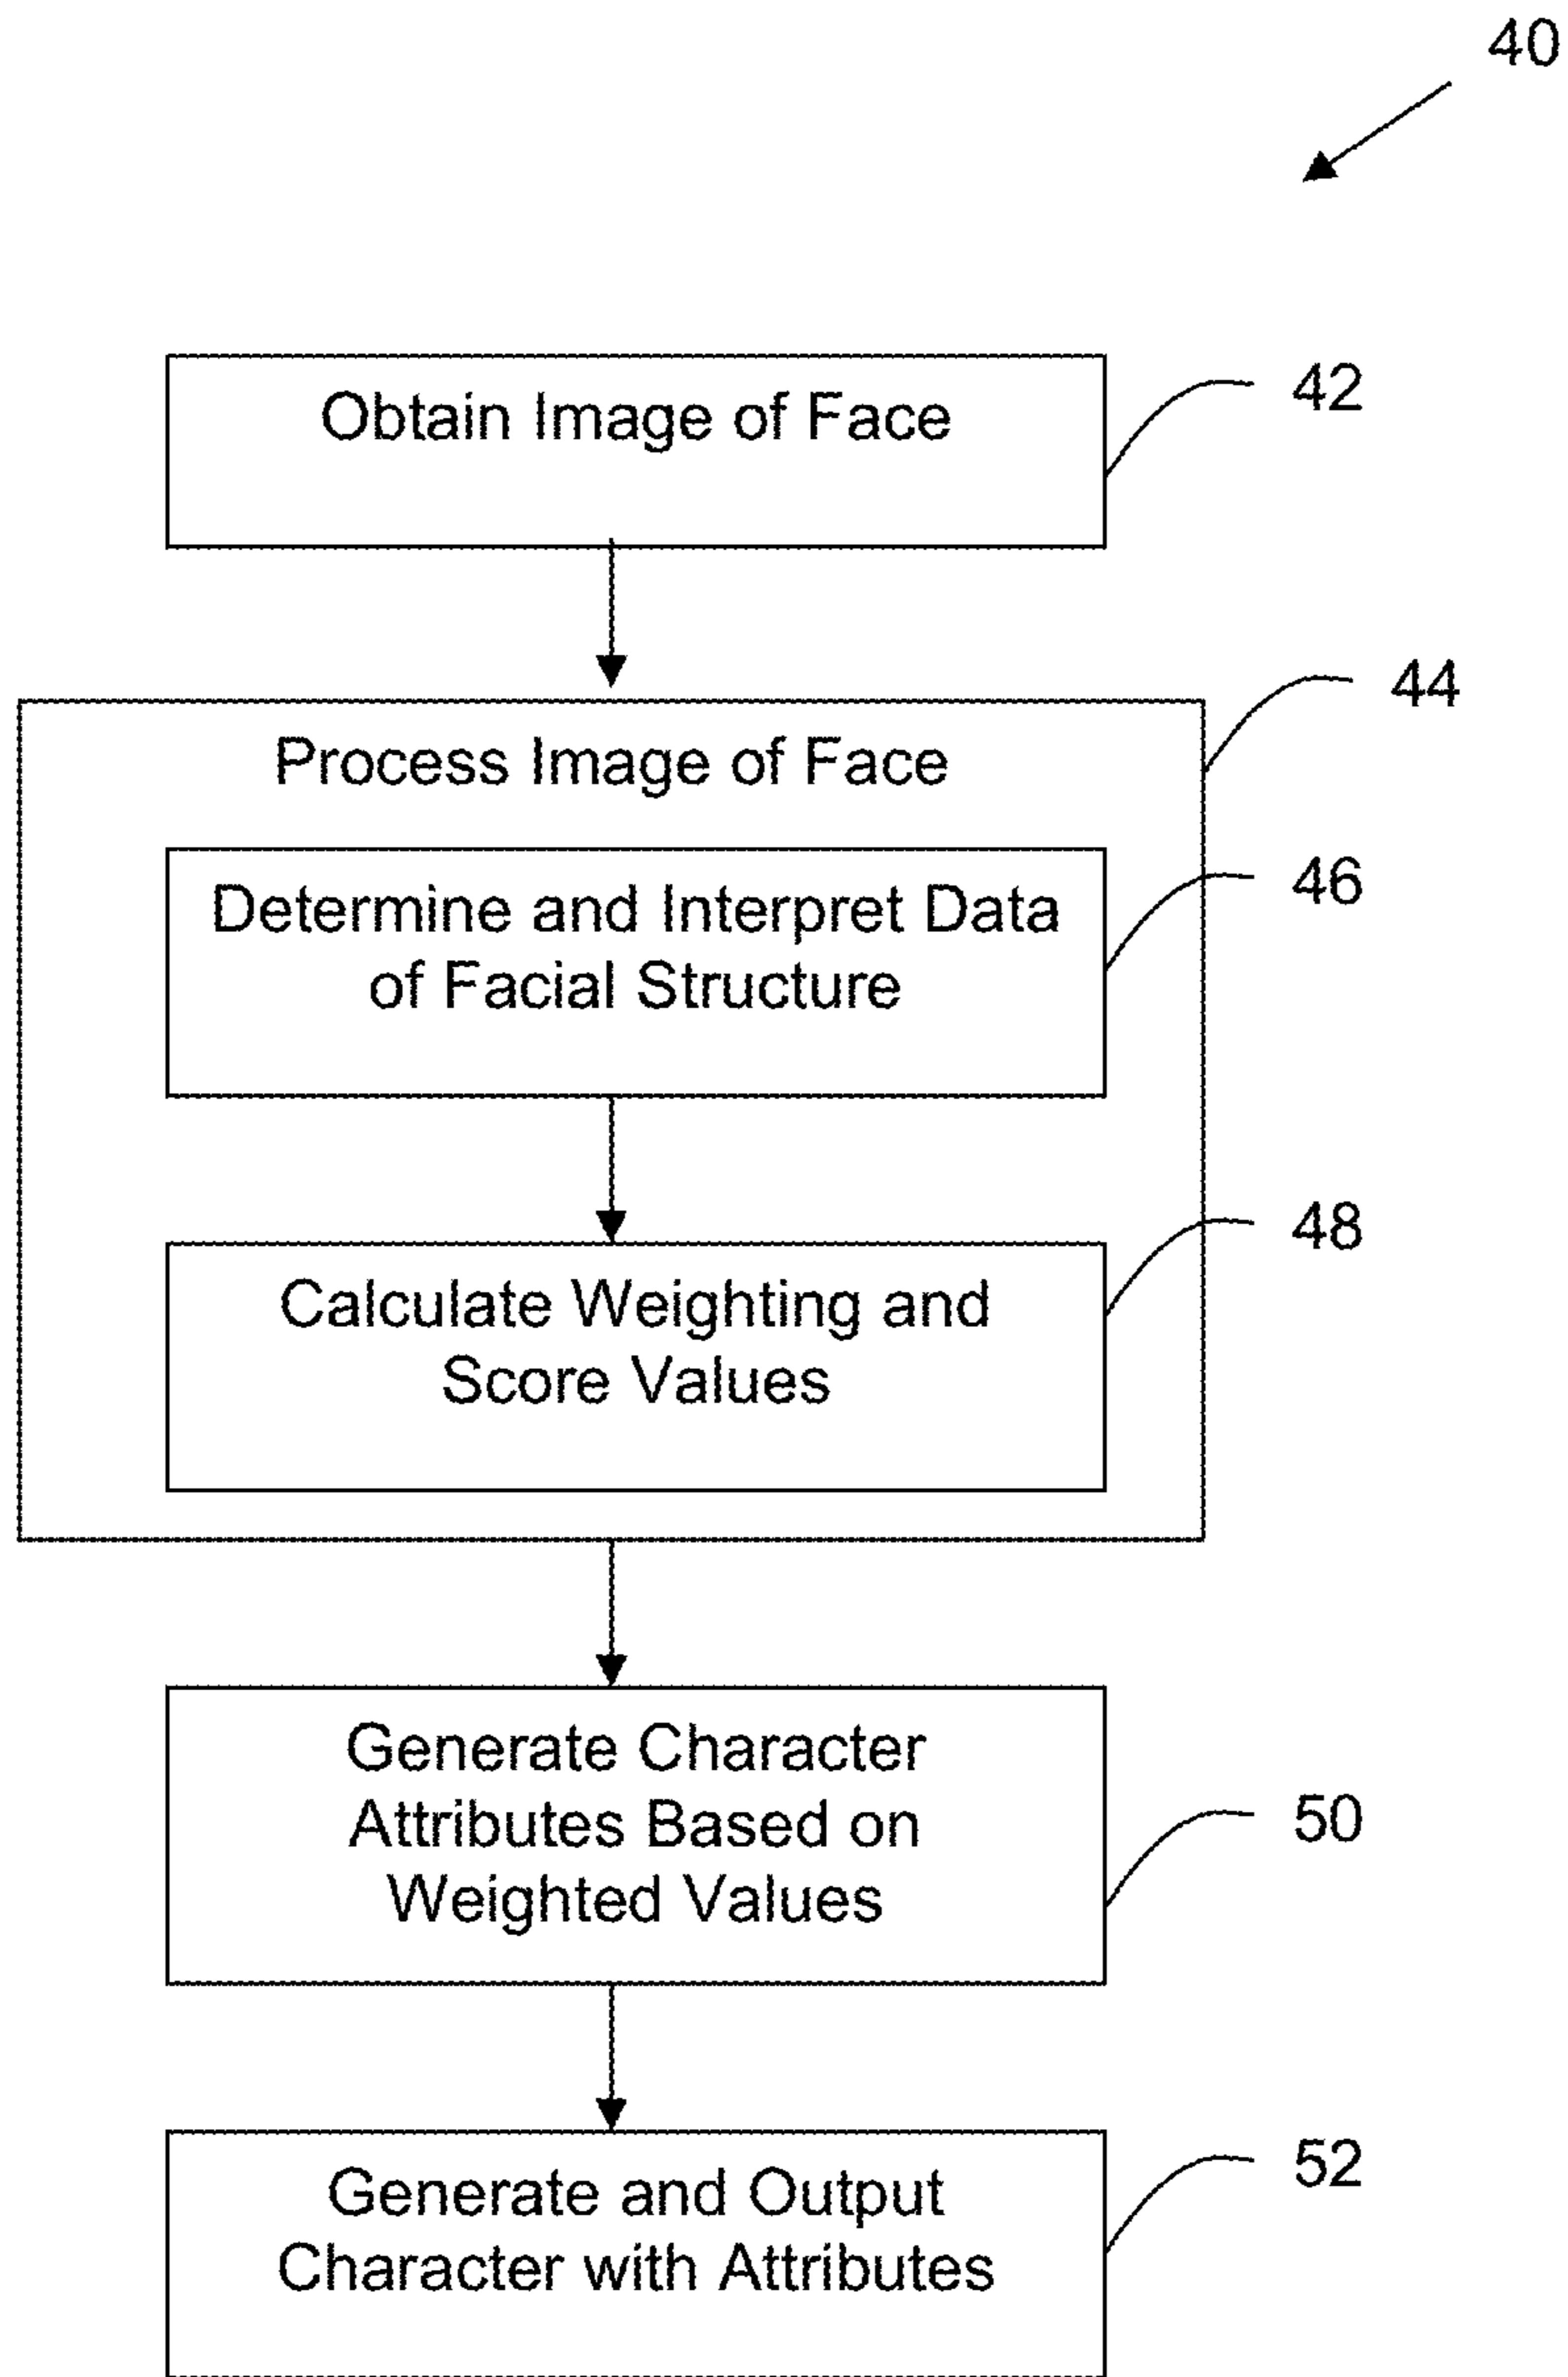 40
Obtain Image of Face
42
Process Image of Face
44
Determine and Interpret Data
of Facial Structure
46
Calculate Weighting and
Score Values
48
Generate Character
Attributes Based on
Weighted Values
50
Generate and Output
Character with Attributes
52